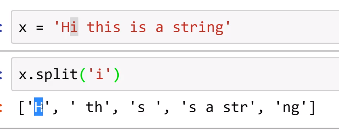 x = 'Hi this is a string'
x.split('i')
['H', ' th', 's ', 's a str', 'ng']